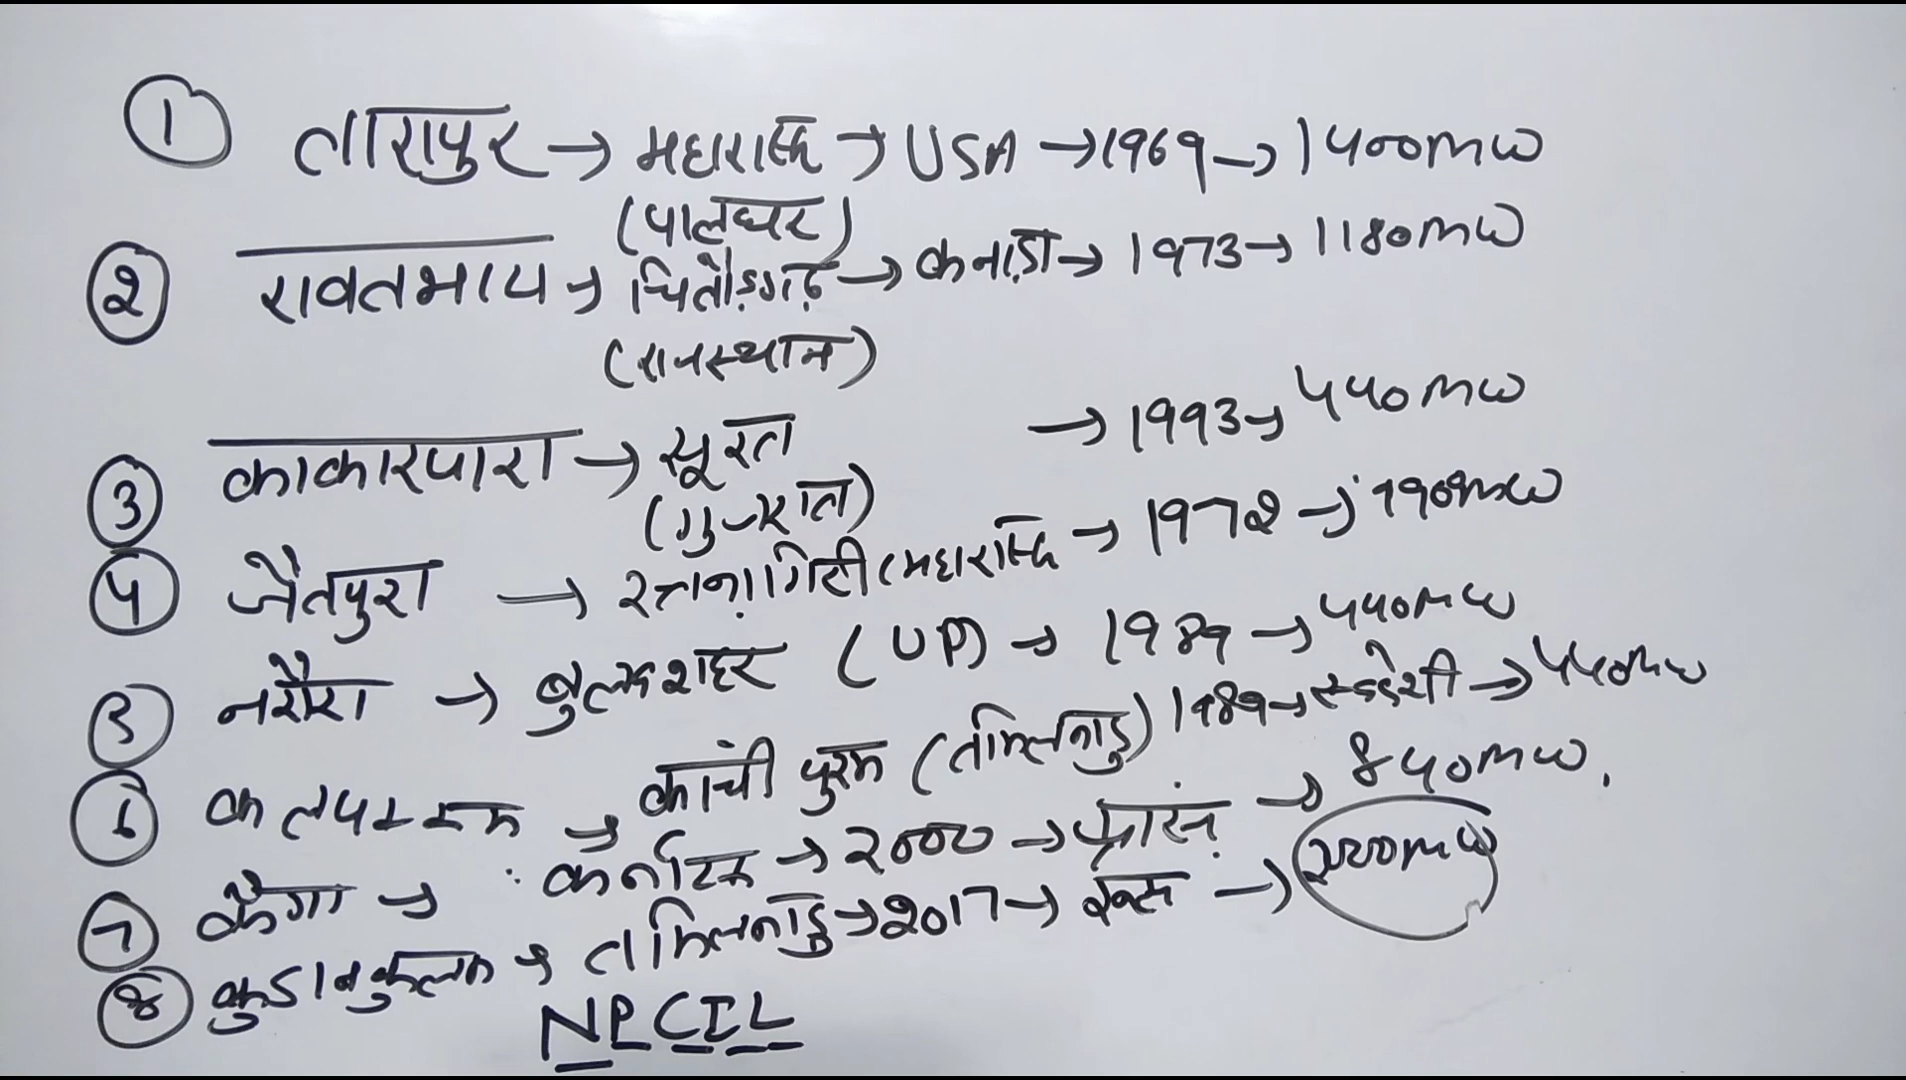 ① तारापुर → महाराष्ट्र → USA → 1969 → 1400mw
(पालघर)
② रावतभाटा → चितौड़गढ़ → कनाड़ा → 1973 → 1180mw
(राजस्थान)
③ काकारपारा → सूरत → 1993 → 440mw
(गुजरात)
④ जैतपुरा → रत्नागिरी (महाराष्ट्र → 1972 →
⑤ नरौरा → बुलन्दशहर (UP) → 1989 → 440mw
⑥ कलपक्कम → कांचीपुरम (तमिलनाडु) 1989 → स्वदेशी → 440mw
⑦ कैगा → कर्नाटक → 2000 → फ्रांस → 840mw.
⑧ कुडानकुलम → तमिलनाडु → 2017 → रूस → 2000mw
NPCIL